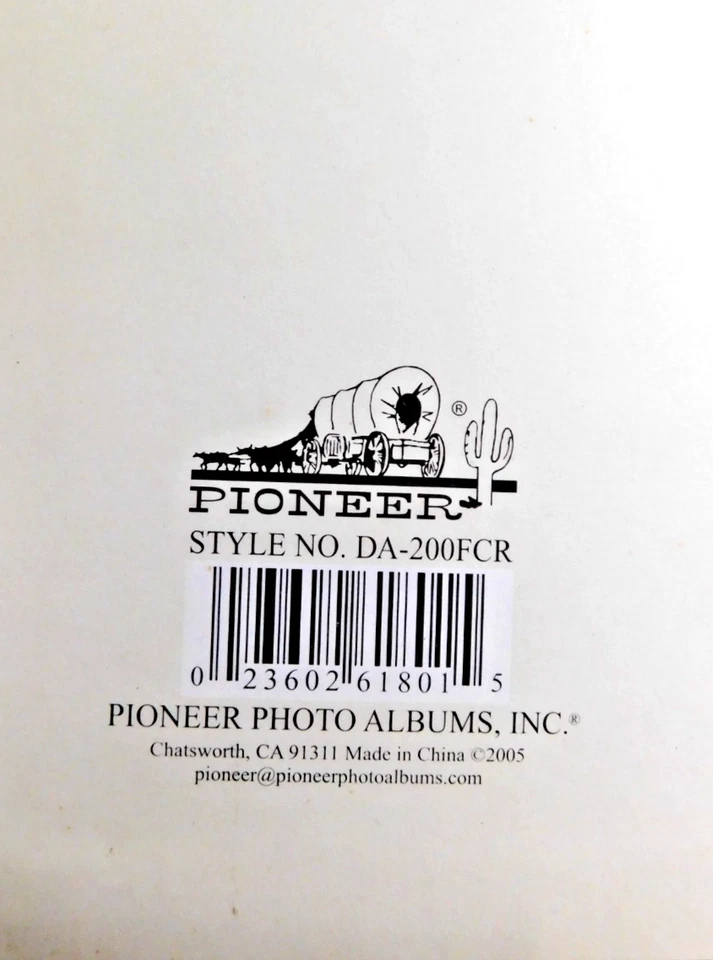 ®
PIONEER
STYLE NO. DA-200FCR
0 23602 61801 5
PIONEER PHOTO ALBUMS, INC.®
Chatsworth, CA 91311 Made in China ©2005
pioneer@pioneerphotoalbums.com